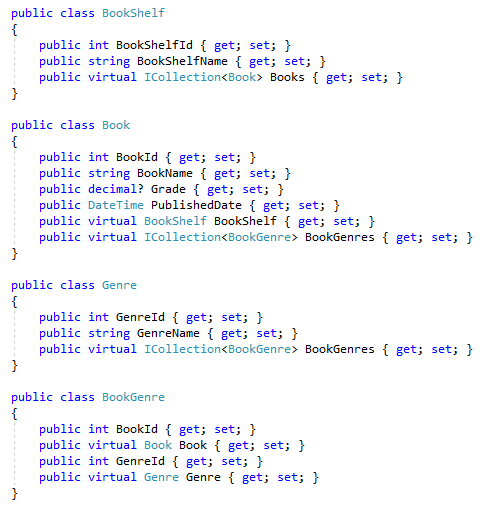 public class BookShelf
{
    public int BookShelfId { get; set; }
    public string BookShelfName { get; set; }
    public virtual ICollection<Book> Books { get; set; }
}
public class Book
{
    public int BookId { get; set; }
    public string BookName { get; set; }
    public decimal? Grade { get; set; }
    public DateTime PublishedDate { get; set; }
    public virtual BookShelf BookShelf { get; set; }
    public virtual ICollection<BookGenre> BookGenres { get; set; }
}
public class Genre
{
    public int GenreId { get; set; }
    public string GenreName { get; set; }
    public virtual ICollection<BookGenre> BookGenres { get; set; }
}
public class BookGenre
{
    public int BookId { get; set; }
    public virtual Book Book { get; set; }
    public int GenreId { get; set; }
    public virtual Genre Genre { get; set; }
}